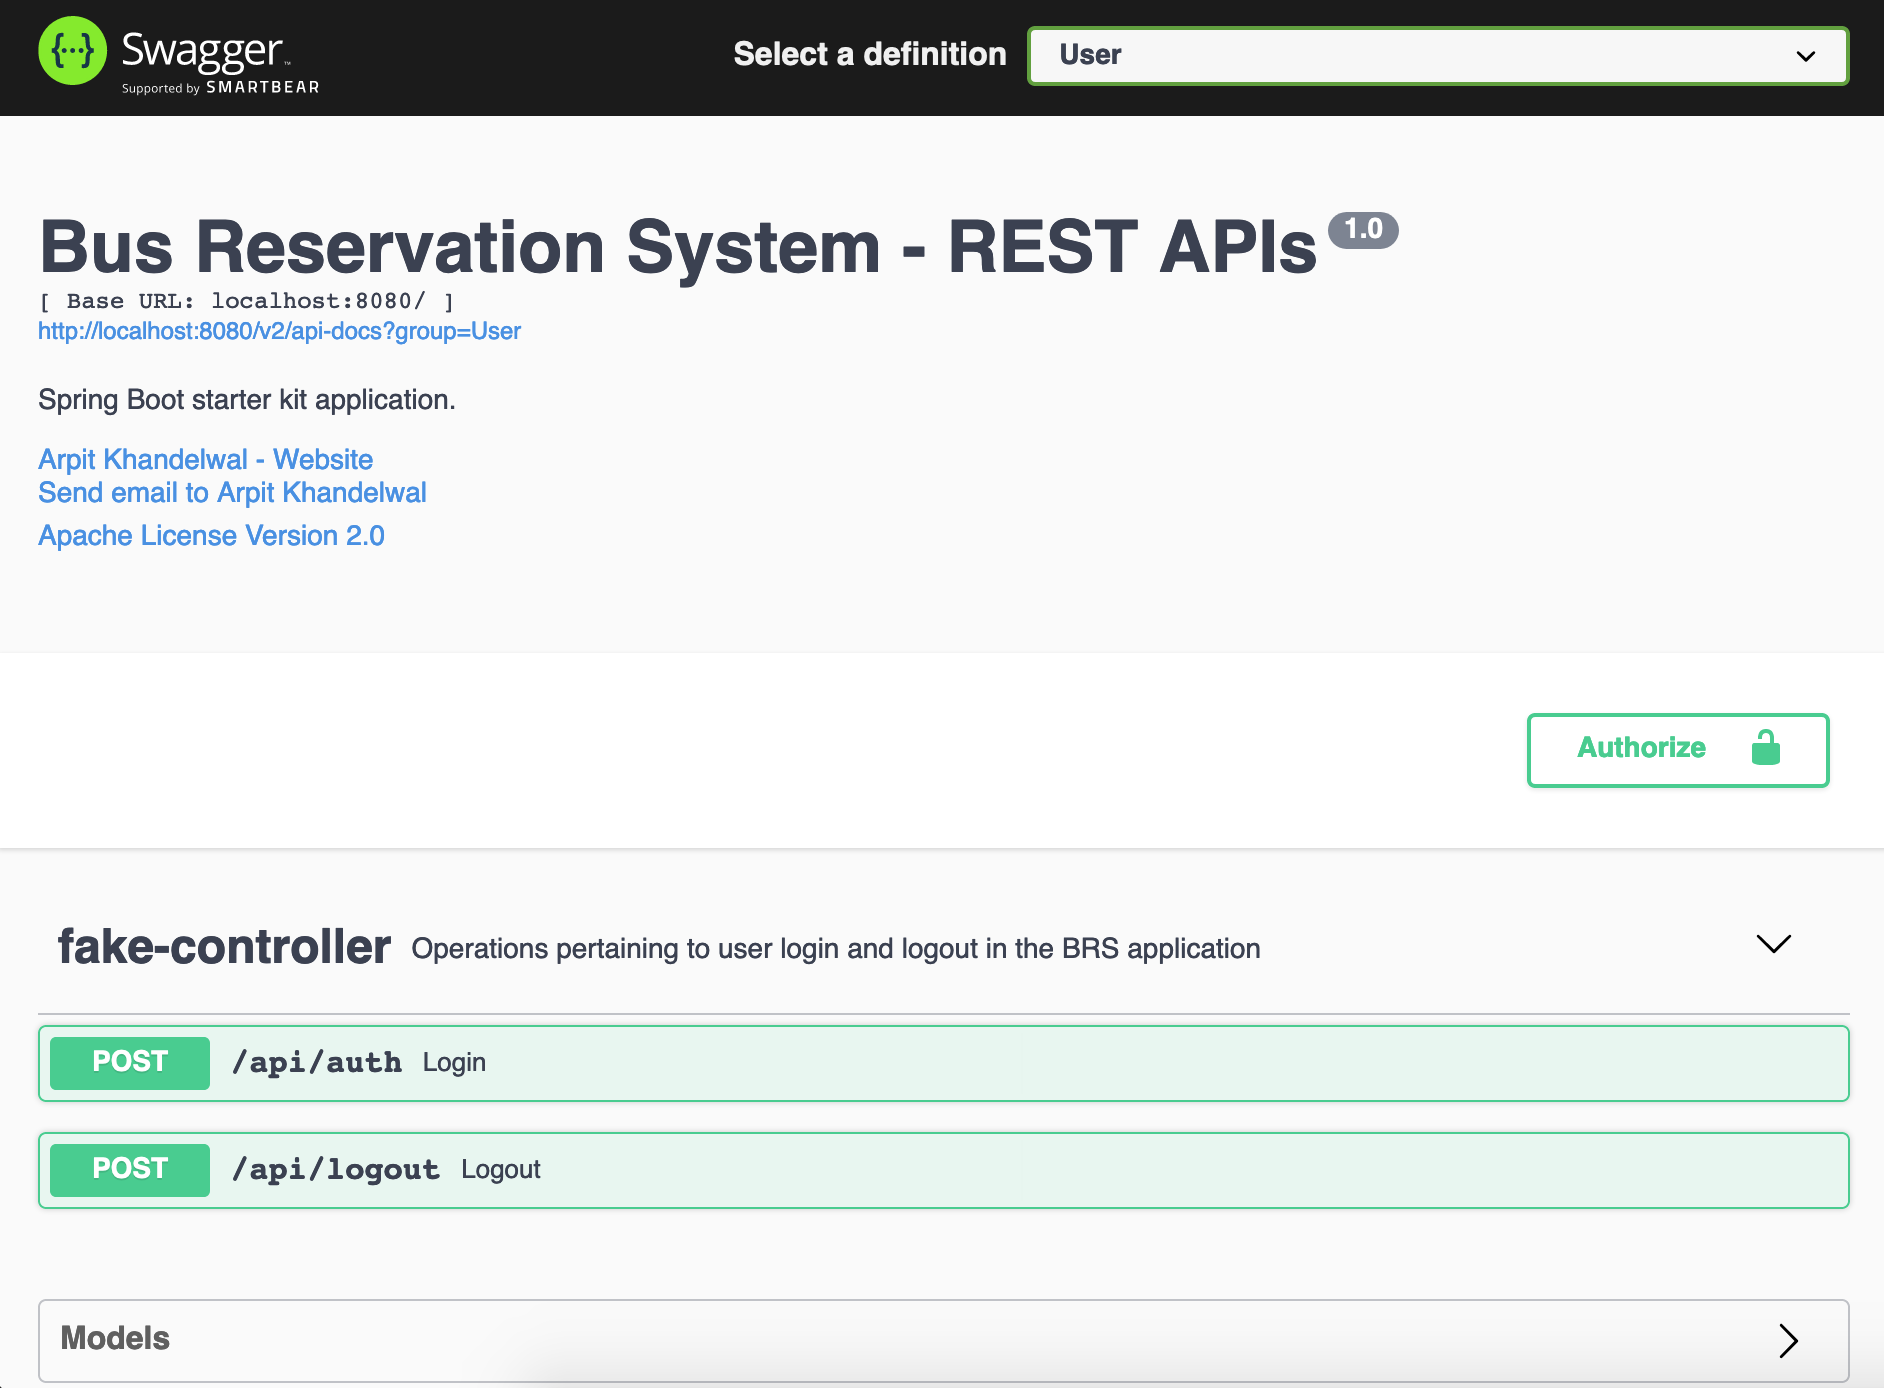 {···} Swagger™
Supported by SMARTBEAR
Select a definition
User
Bus Reservation System - REST APIs 1.0
[ Base URL: localhost:8080/ ]
http://localhost:8080/v2/api-docs?group=User
Spring Boot starter kit application.
Arpit Khandelwal - Website
Send email to Arpit Khandelwal
Apache License Version 2.0
Authorize
fake-controller Operations pertaining to user login and logout in the BRS application
POST /api/auth Login
POST /api/logout Logout
Models